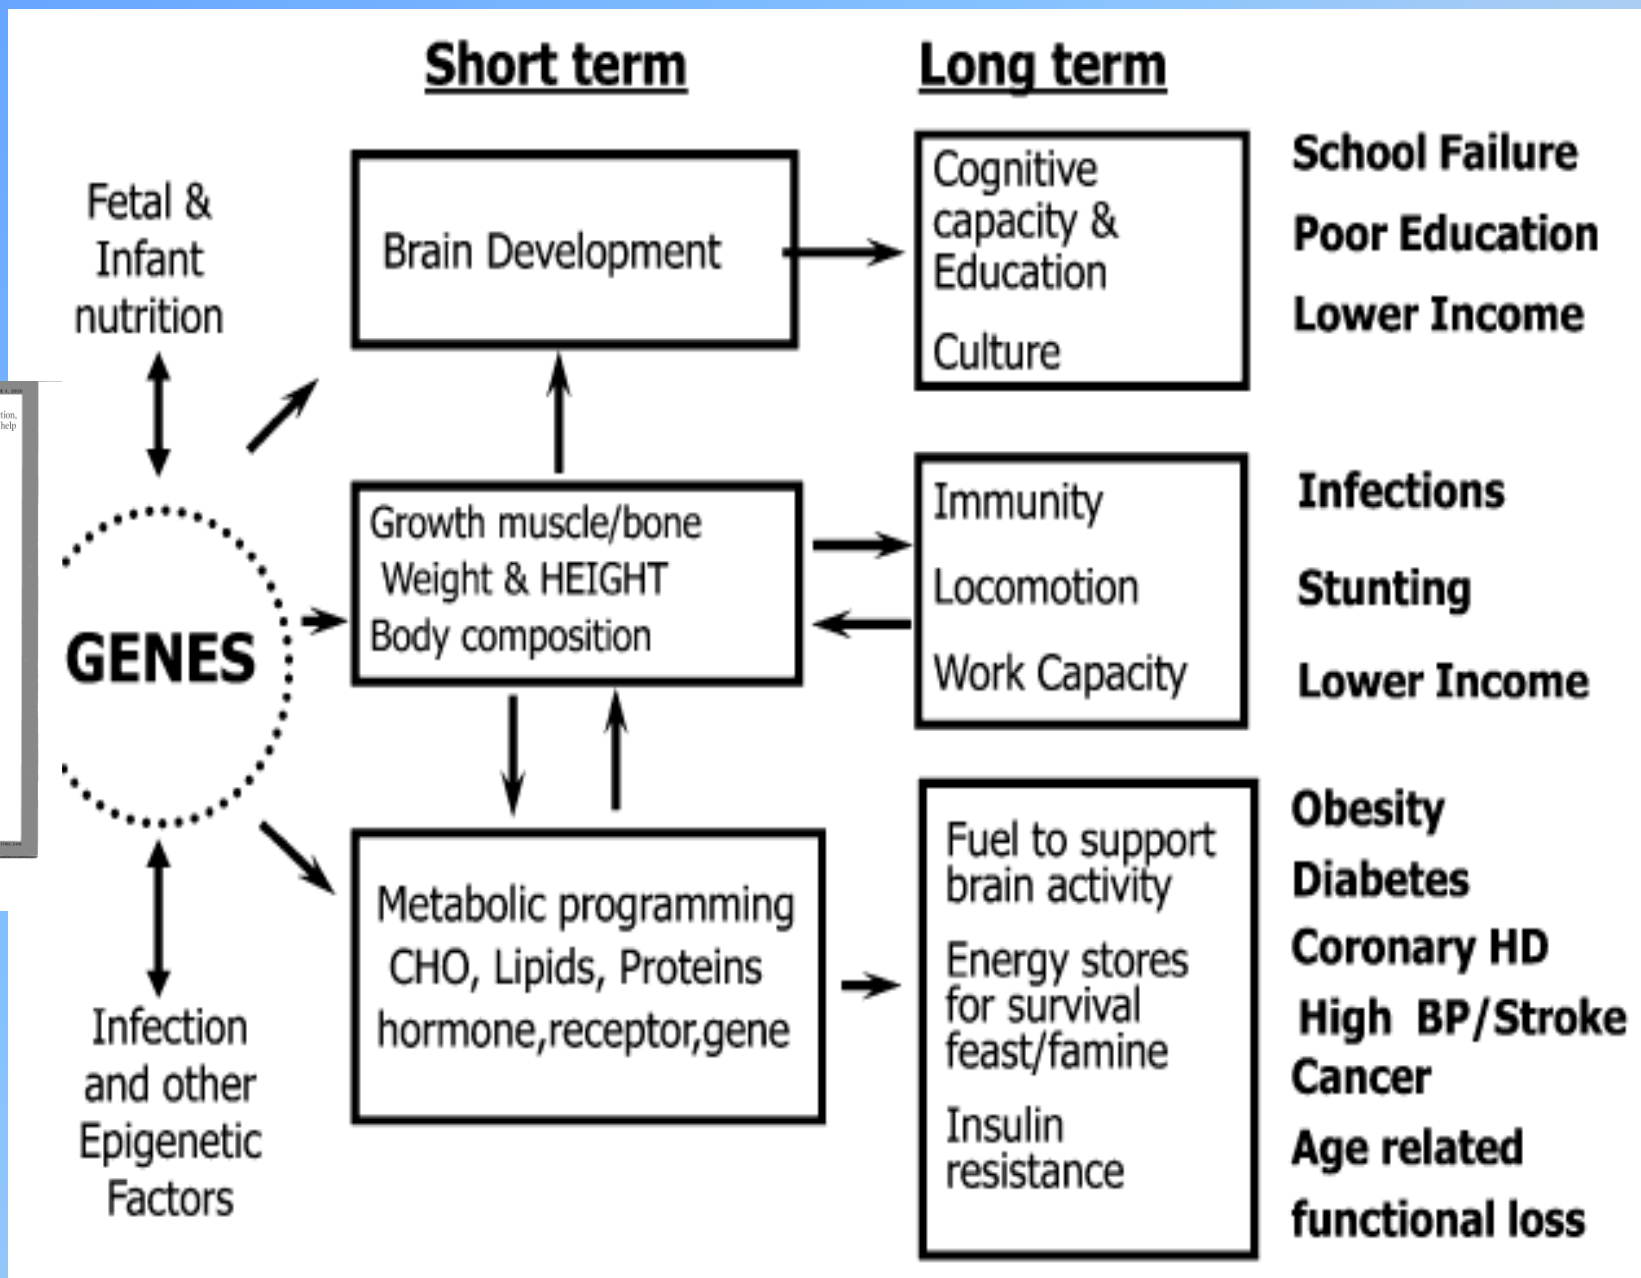 Short term
Long term
Fetal &
Infant
nutrition
Brain Development
Cognitive
capacity &
Education
Culture
School Failure
Poor Education
Lower Income
tion,
help
GENES
Growth muscle/bone
Weight & HEIGHT
Body composition
Immunity
Locomotion
Work Capacity
Infections
Stunting
Lower Income
Infection
and other
Epigenetic
Factors
Metabolic programming
CHO, Lipids, Proteins
hormone,receptor,gene
Fuel to support
brain activity
Energy stores
for survival
feast/famine
Insulin
resistance
Obesity
Diabetes
Coronary HD
High BP/Stroke
Cancer
Age related
functional loss